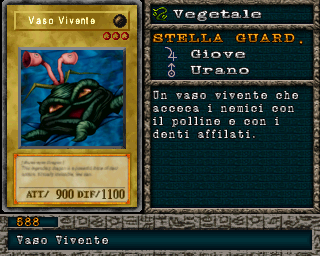 Vaso Vivente
ATT/ 900 DIF/1100
Vegetale
STELLA GUARD.
Giove
Urano
Un vaso vivente che
acceca i nemici con
il polline e con i
denti affilati.
588
Vaso Vivente